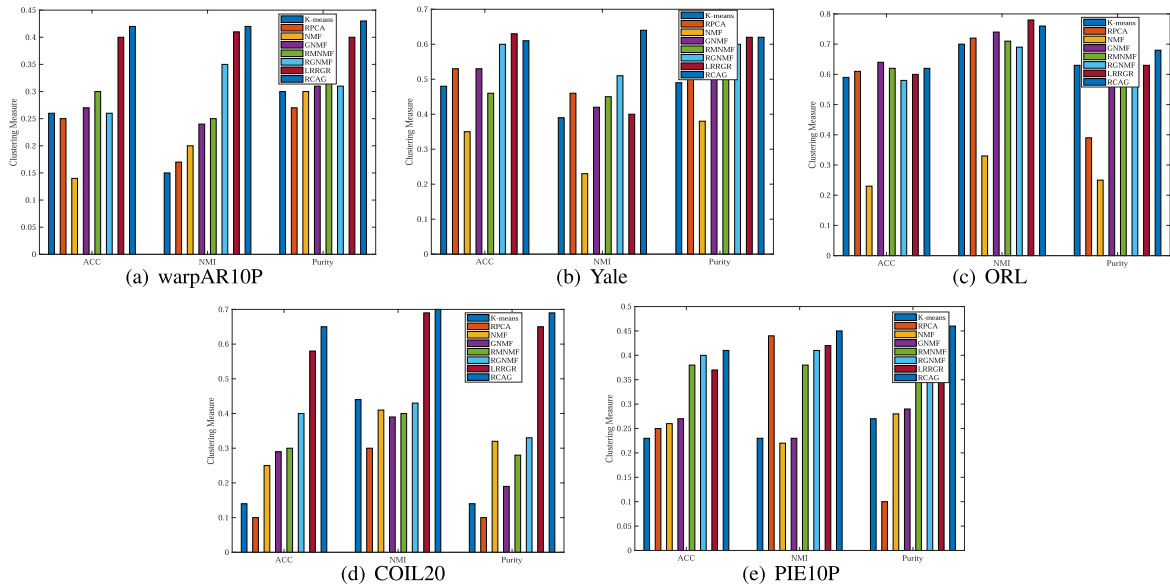 0.45
0.4
0.35
0.3
0.25
0.2
0.15
0.1
0.05
0
Clustering Measure
K-means
RPCA
NMF
GNMF
RMNMF
RGNMF
LRRGR
RCAG
ACC NMI Purity
(a) warpAR10P
0.7
0.6
0.5
0.4
0.3
0.2
0.1
0
Clustering Measure
K-means
RPCA
NMF
GNMF
RMNMF
RGNMF
LRRGR
RCAG
ACC NMI Purity
(b) Yale
0.8
0.7
0.6
0.5
0.4
0.3
0.2
0.1
0
Clustering Measure
K-means
RPCA
NMF
GNMF
RMNMF
RGNMF
LRRGR
RCAG
ACC NMI Purity
(c) ORL
0.7
0.6
0.5
0.4
0.3
0.2
0.1
0
Clustering Measure
K-means
RPCA
NMF
GNMF
RMNMF
RGNMF
LRRGR
RCAG
ACC NMI Purity
(d) COIL20
0.5
0.45
0.4
0.35
0.3
0.25
0.2
0.15
0.1
0.05
0
Clustering Measure
K-means
RPCA
NMF
GNMF
RMNMF
RGNMF
LRRGR
RCAG
ACC NMI Purity
(e) PIE10P